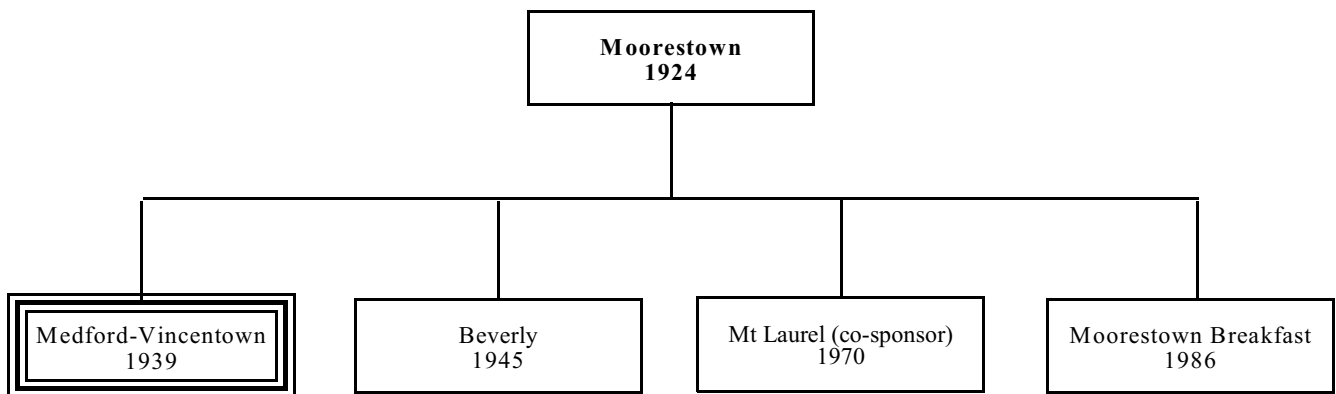 Moorestown
1924
Medford-Vincentown
1939
Beverly
1945
Mt Laurel (co-sponsor)
1970
Moorestown Breakfast
1986